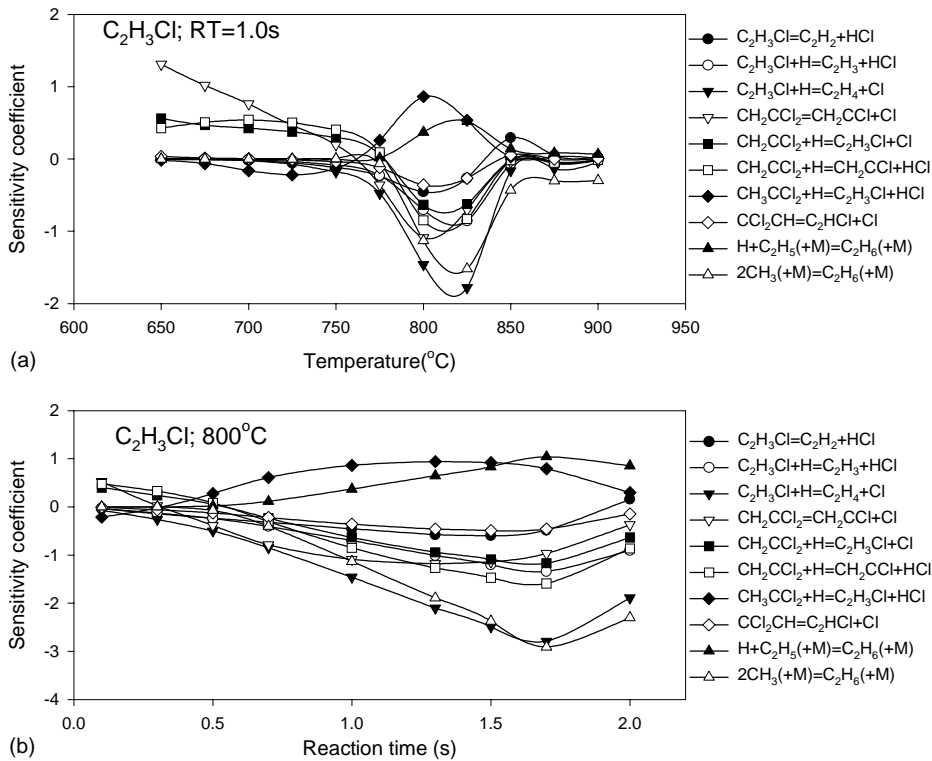 C₂H₃Cl; RT=1.0s
2
1
0
-1
-2
Sensitivity coefficient
600 650 700 750 800 850 900 950
Temperature(°C)
(a)
C₂H₃Cl=C₂H₂+HCl
C₂H₃Cl+H=C₂H₃+HCl
C₂H₃Cl+H=C₂H₄+Cl
CH₂CCl₂=CH₂CCl+Cl
CH₂CCl₂+H=C₂H₃Cl+Cl
CH₂CCl₂+H=CH₂CCl+HCl
CH₃CCl₂+H=C₂H₃Cl+HCl
CCl₂CH=C₂HCl+Cl
H+C₂H₅(+M)=C₂H₆(+M)
2CH₃(+M)=C₂H₆(+M)
C₂H₃Cl; 800°C
2
1
0
-1
-2
-3
-4
Sensitivity coefficient
0.0 0.5 1.0 1.5 2.0
Reaction time (s)
(b)
C₂H₃Cl=C₂H₂+HCl
C₂H₃Cl+H=C₂H₃+HCl
C₂H₃Cl+H=C₂H₄+Cl
CH₂CCl₂=CH₂CCl+Cl
CH₂CCl₂+H=C₂H₃Cl+Cl
CH₂CCl₂+H=CH₂CCl+HCl
CH₃CCl₂+H=C₂H₃Cl+HCl
CCl₂CH=C₂HCl+Cl
H+C₂H₅(+M)=C₂H₆(+M)
2CH₃(+M)=C₂H₆(+M)